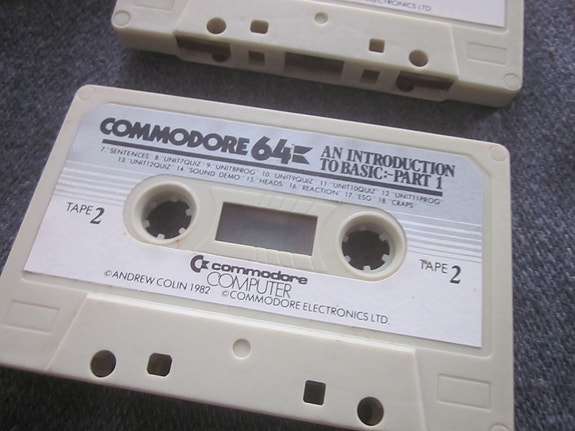 CTRONICS LTD
COMMODORE 64
AN INTRODUCTION
TO BASIC:-PART 1
7. "SENTENCES" 8. "UNIT7QUIZ" 9. "UNIT8PROG" 10. "UNIT9QUIZ" 11. "UNIT10QUIZ" 12. "UNIT11PROG"
13. "UNIT12QUIZ" 14. "SOUND DEMO" 15. "HEADS" 16. "REACTION" 17. "ESG" 18. "CRAPS"
TAPE 2
TAPE 2
commodore
COMPUTER
©ANDREW COLIN 1982 ©COMMODORE ELECTRONICS LTD